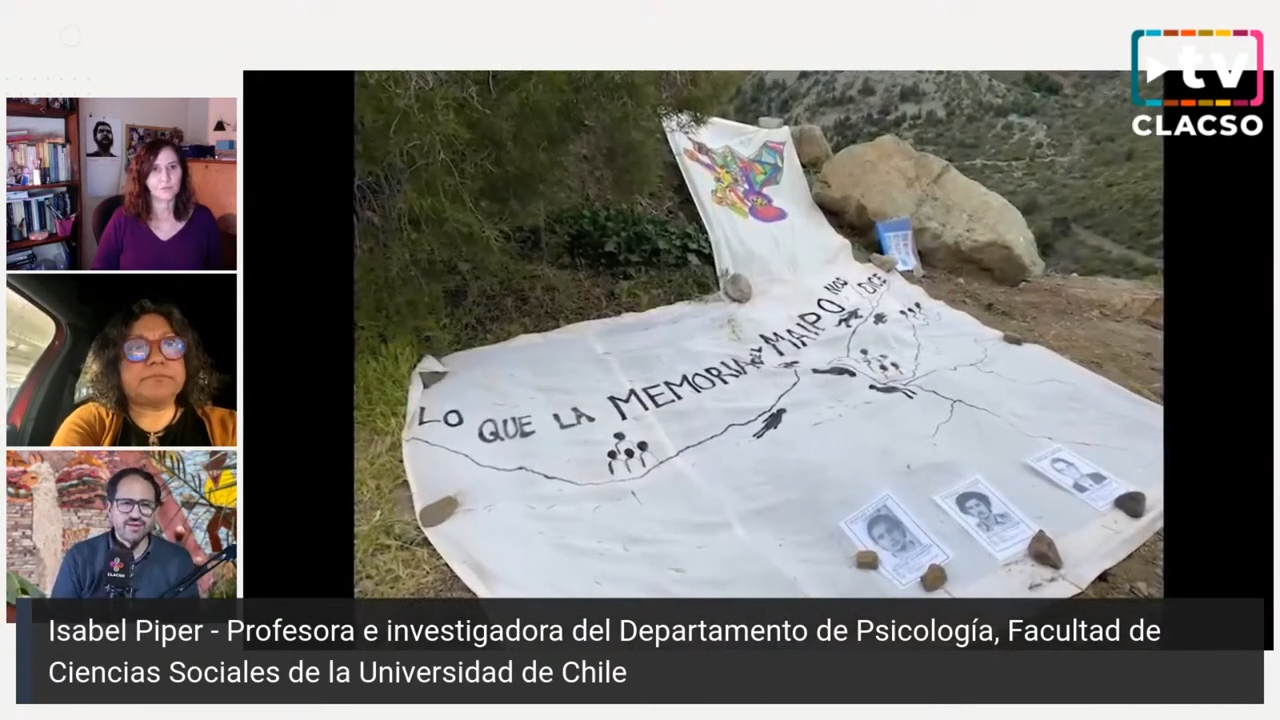 tv
CLACSO
LO QUE LA MEMORIA DEL MAIPO NOS DICE
CLACSO
Isabel Piper - Profesora e investigadora del Departamento de Psicología, Facultad de
Ciencias Sociales de la Universidad de Chile